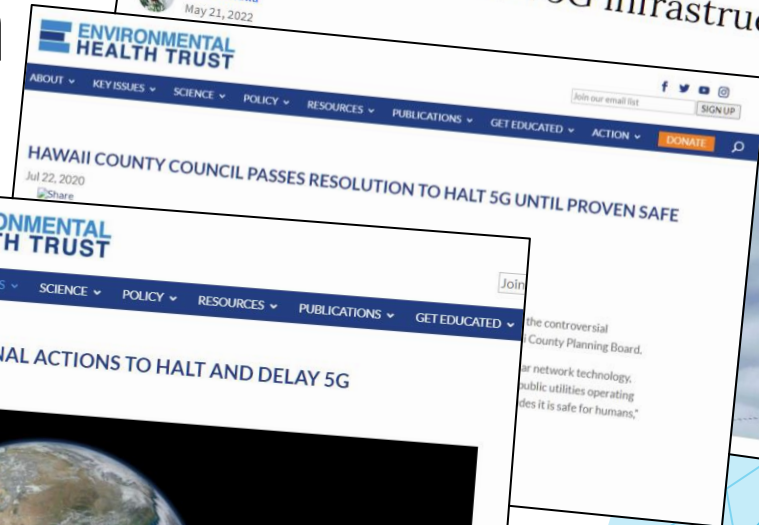 5G infrastruc
May 21, 2022
ENVIRONMENTAL
HEALTH TRUST
Join our email list
SIGN UP
ABOUT
KEY ISSUES
SCIENCE
POLICY
RESOURCES
PUBLICATIONS
GET EDUCATED
ACTION
DONATE
HAWAII COUNTY COUNCIL PASSES RESOLUTION TO HALT 5G UNTIL PROVEN SAFE
Jul 22, 2020
Share
the controversial
i County Planning Board.
ar network technology,
public utilities operating
des it is safe for humans,"
ONMENTAL
TH TRUST
Join
S
SCIENCE
POLICY
RESOURCES
PUBLICATIONS
GET EDUCATED
NAL ACTIONS TO HALT AND DELAY 5G